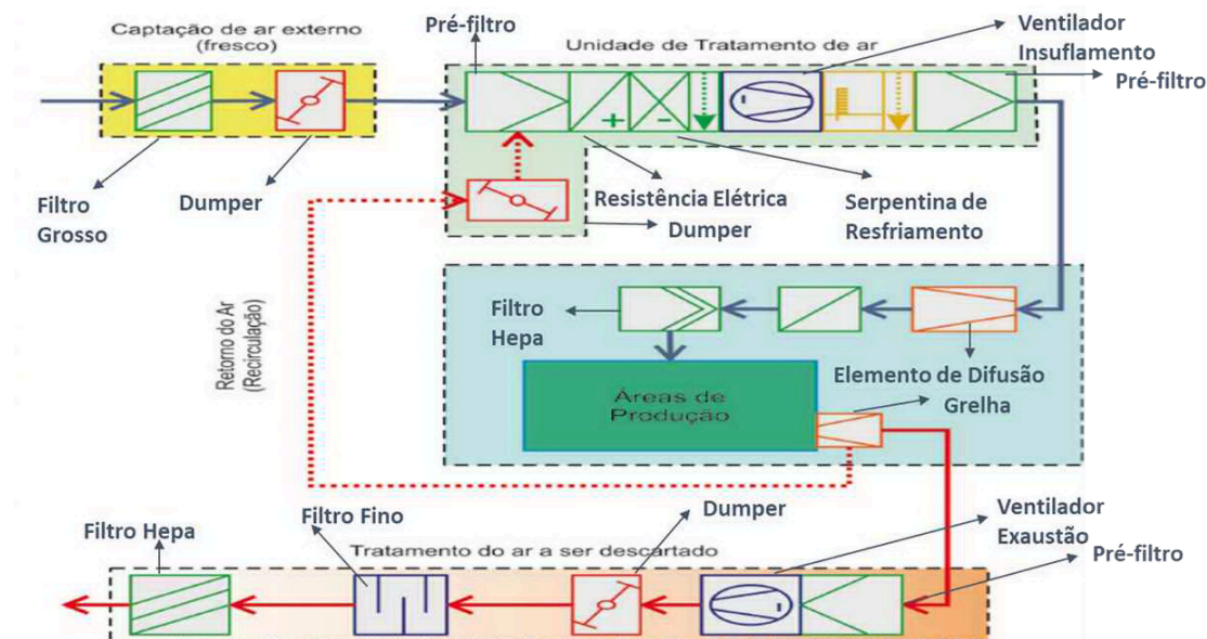 Captação de ar externo
(fresco)
Pré-filtro
Unidade de Tratamento de ar
Ventilador
Insuflamento
Pré-filtro
+
-
Filtro
Grosso
Dumper
Resistência Elétrica
Dumper
Serpentina de
Resfriamento
Retorno do Ar
(Recirculação)
Filtro
Hepa
Elemento de Difusão
Grelha
Áreas de
Produção
Filtro Hepa
Filtro Fino
Dumper
Ventilador
Exaustão
Pré-filtro
Tratamento do ar a ser descartado